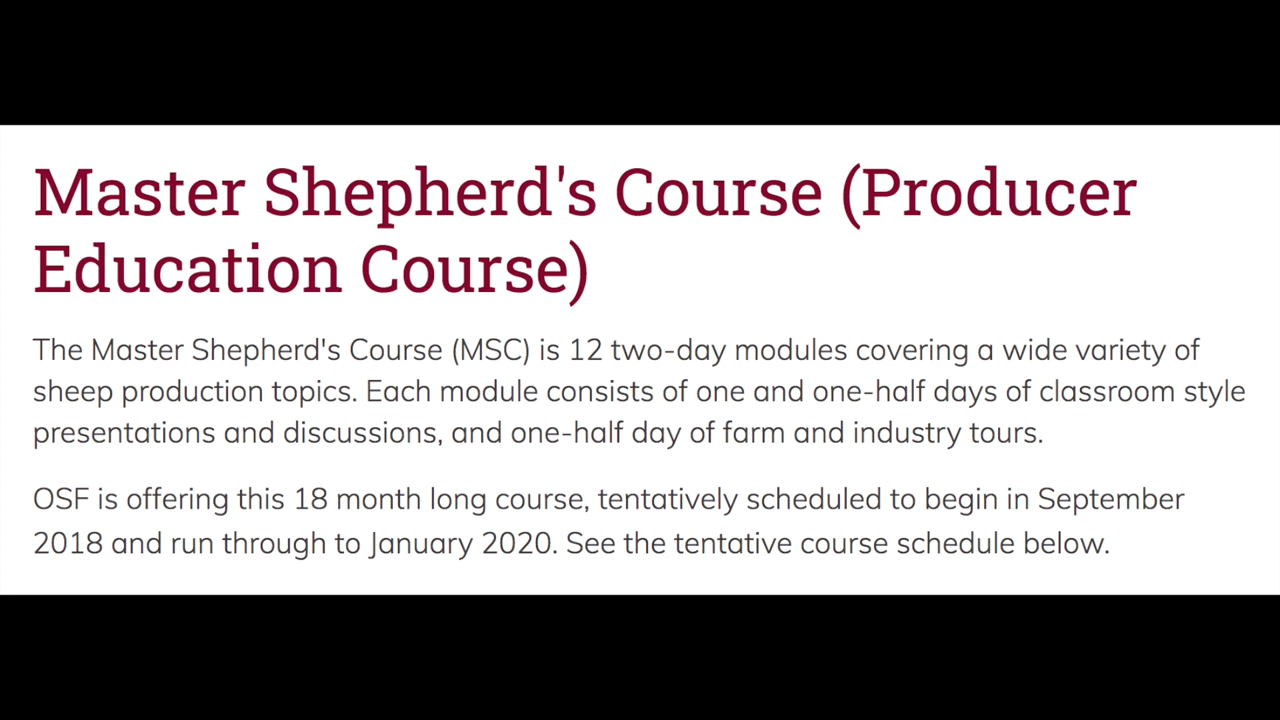 Master Shepherd's Course (Producer
Education Course)
The Master Shepherd's Course (MSC) is 12 two-day modules covering a wide variety of
sheep production topics. Each module consists of one and one-half days of classroom style
presentations and discussions, and one-half day of farm and industry tours.
OSF is offering this 18 month long course, tentatively scheduled to begin in September
2018 and run through to January 2020. See the tentative course schedule below.